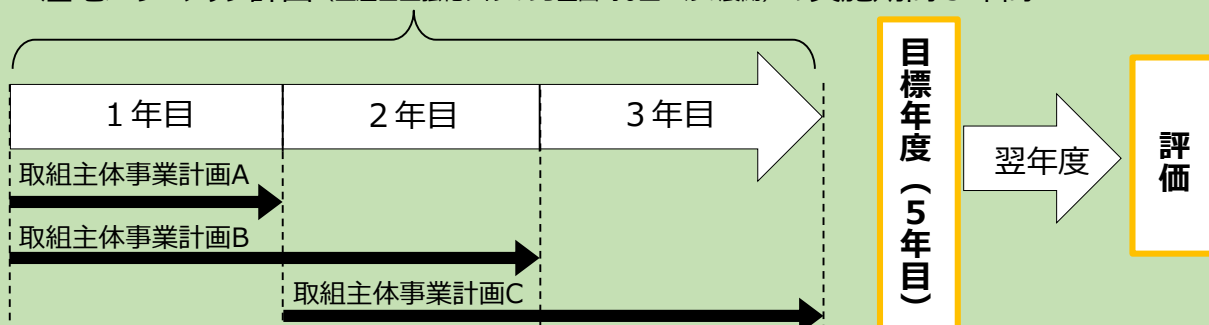 1年目
2年目
3年目
取組主体事業計画A
取組主体事業計画B
取組主体事業計画C
目標年度（5年目）
翌年度
評価